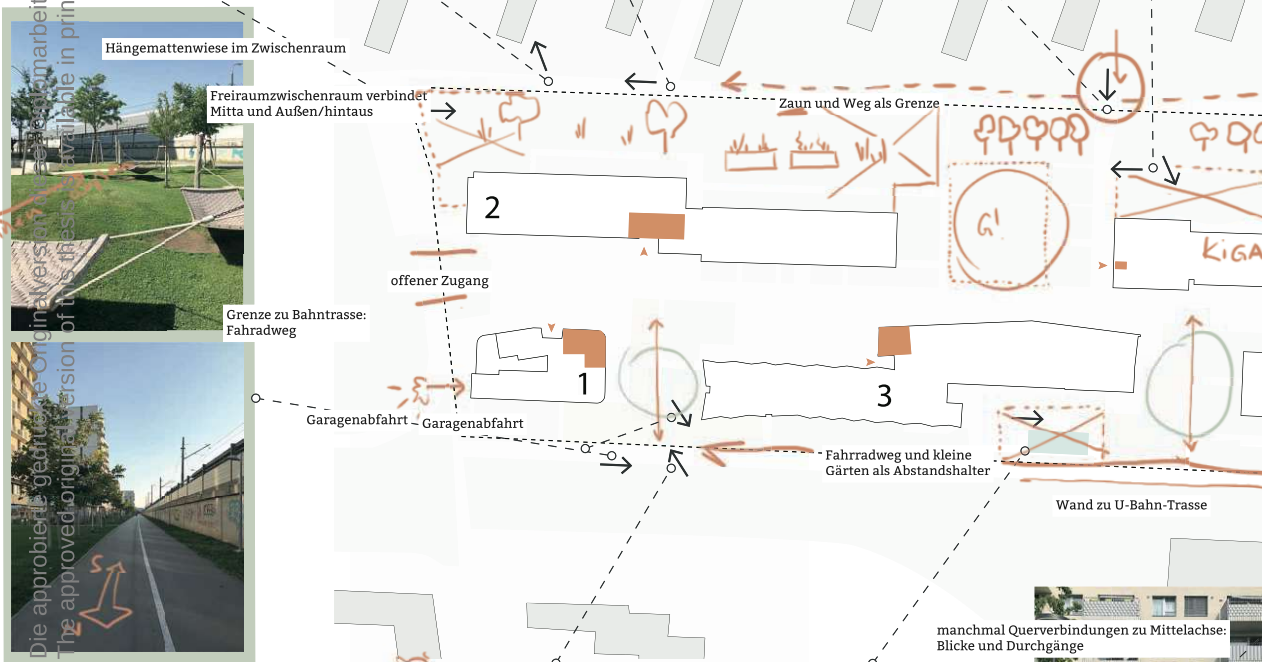 Hängemattenwiese im Zwischenraum
Freiraumzwischenraum verbindet
Mitta und Außen/hintaus
Zaun und Weg als Grenze
2
G'
KIGA
offener Zugang
Grenze zu Bahntrasse:
Fahradweg
1
3
Garagenabfahrt
Garagenabfahrt
Fahrradweg und kleine
Gärten als Abstandshalter
Wand zu U-Bahn-Trasse
S
manchmal Querverbindungen zu Mittelachse:
Blicke und Durchgänge
Die approbierte gedruckte Originalversion dieser Diplomarbeit
The approved original version of this thesis is available in prin